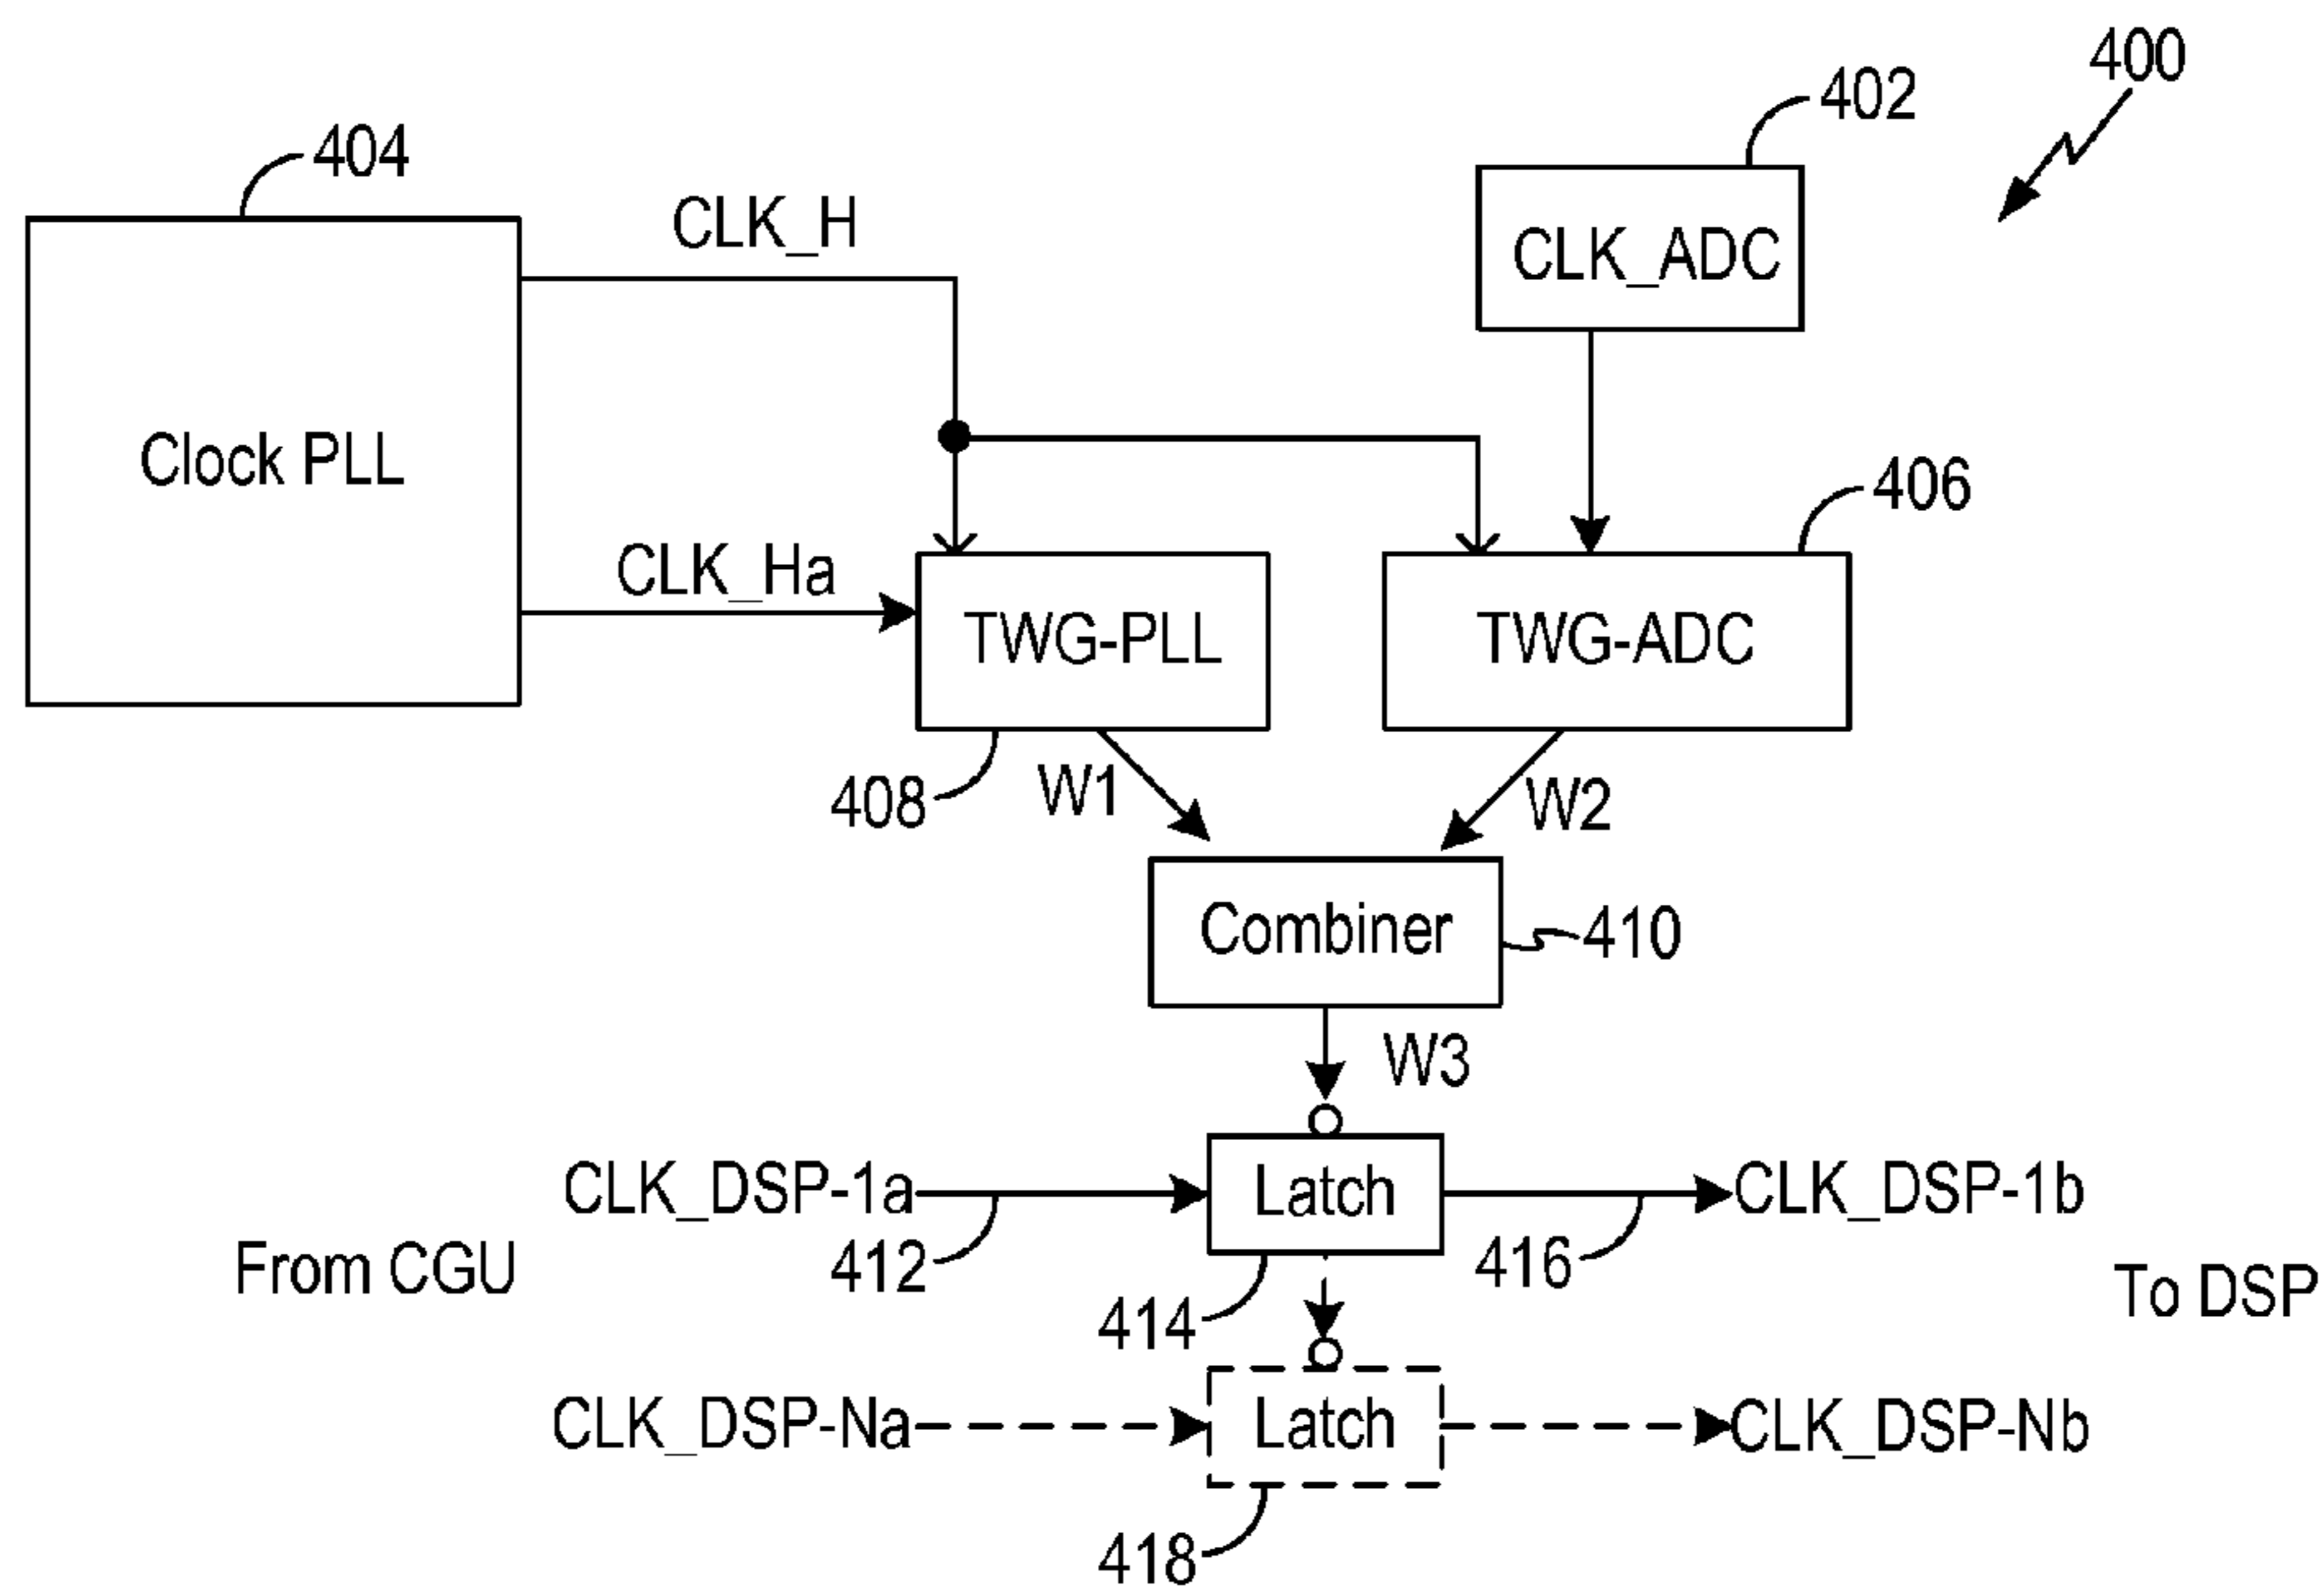 400
402
404
CLK_H
CLK_ADC
Clock PLL
406
CLK_Ha
TWG-PLL
TWG-ADC
408
W1
W2
Combiner
410
W3
CLK_DSP-1a
Latch
CLK_DSP-1b
412
416
From CGU
414
To DSP
CLK_DSP-Na
Latch
CLK_DSP-Nb
418